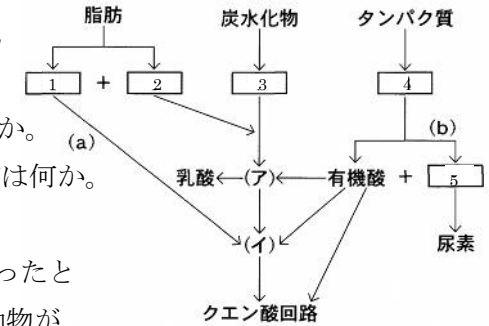 脂肪 炭水化物 タンパク質
1 + 2 3 4
か。
(a) (b)
は何か。
乳酸 (ア) 有機酸 + 5
(イ) 尿素
ったと
クエン酸回路